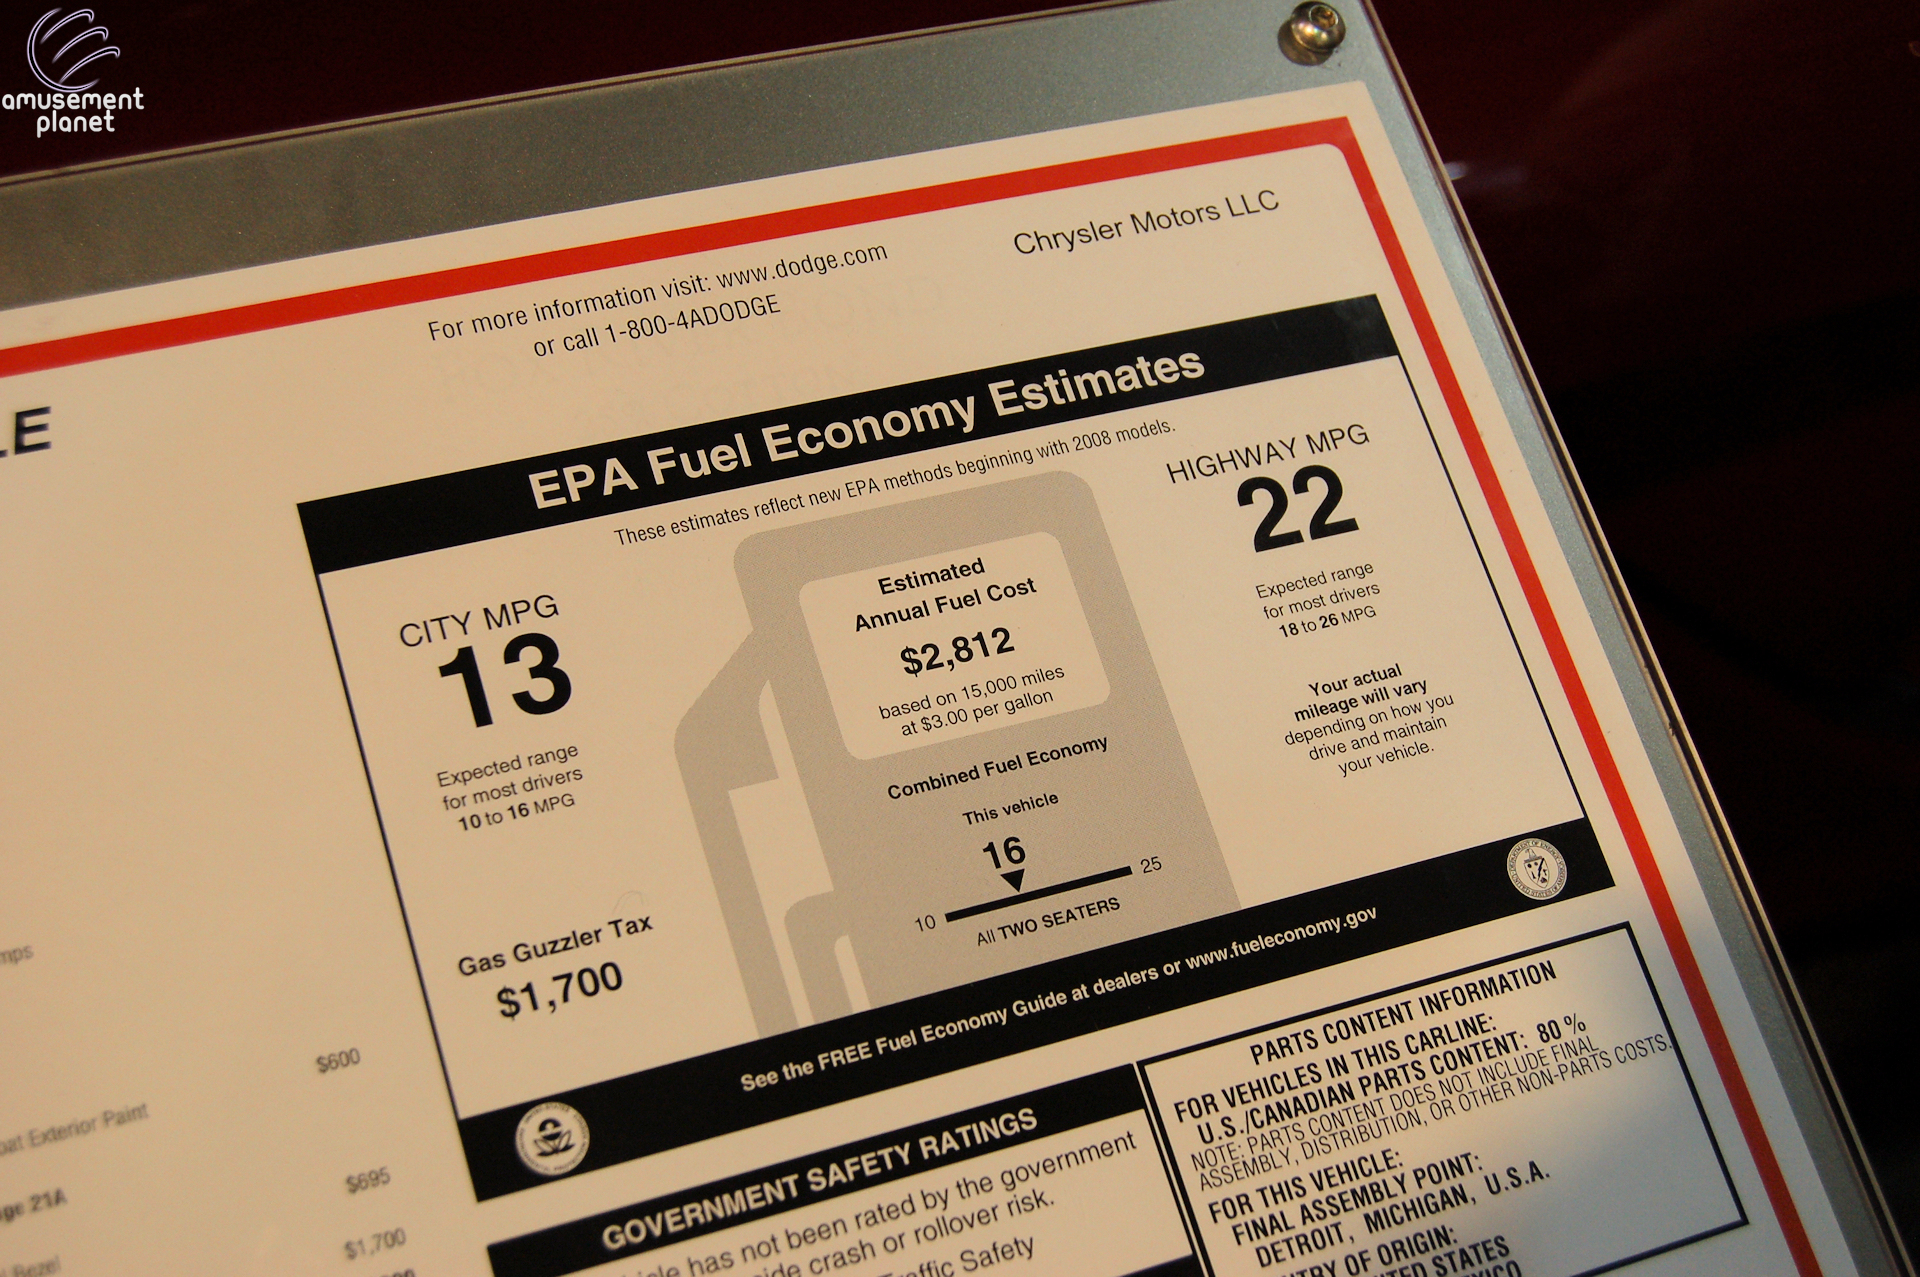 amusement
planet
For more information visit: www.dodge.com
or call 1-800-4ADODGE
Chrysler Motors LLC
EPA Fuel Economy Estimates
These estimates reflect new EPA methods beginning with 2008 models.
CITY MPG
13
Expected range
for most drivers
10 to 16 MPG
Gas Guzzler Tax
$1,700
Estimated
Annual Fuel Cost
$2,812
based on 15,000 miles
at $3.00 per gallon
Combined Fuel Economy
This vehicle
16
10
25
All TWO SEATERS
HIGHWAY MPG
22
Expected range
for most drivers
18 to 26 MPG
Your actual
mileage will vary
depending on how you
drive and maintain
your vehicle.
See the FREE Fuel Economy Guide at dealers or www.fueleconomy.gov
$600
Exterior Paint
$695
21A
$1,700
Bezel
GOVERNMENT SAFETY RATINGS
has not been rated by the government
crash or rollover risk.
Safety
PARTS CONTENT INFORMATION
FOR VEHICLES IN THIS CARLINE:
U.S./CANADIAN PARTS CONTENT: 80 %
NOTE: PARTS CONTENT DOES NOT INCLUDE FINAL
ASSEMBLY, DISTRIBUTION, OR OTHER NON-PARTS COSTS.
FOR THIS VEHICLE:
FINAL ASSEMBLY POINT:
DETROIT, MICHIGAN, U.S.A.
OF ORIGIN:
STATES